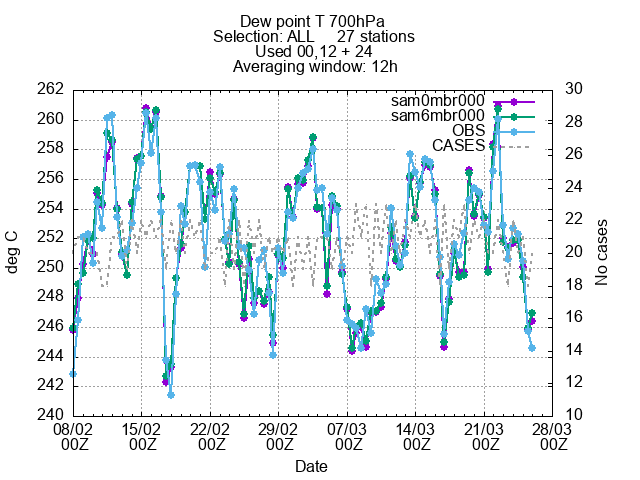 Dew point T 700hPa
Selection: ALL 27 stations
Used 00,12 + 24
Averaging window: 12h
262
260
258
256
254
252
250
248
246
244
242
240
deg C
30
28
26
24
22
20
18
16
14
12
10
No cases
sam0mbr000
sam6mbr000
OBS
CASES
08/02 15/02 22/02 29/02 07/03 14/03 21/03 28/03
00Z 00Z 00Z 00Z 00Z 00Z 00Z 00Z
Date